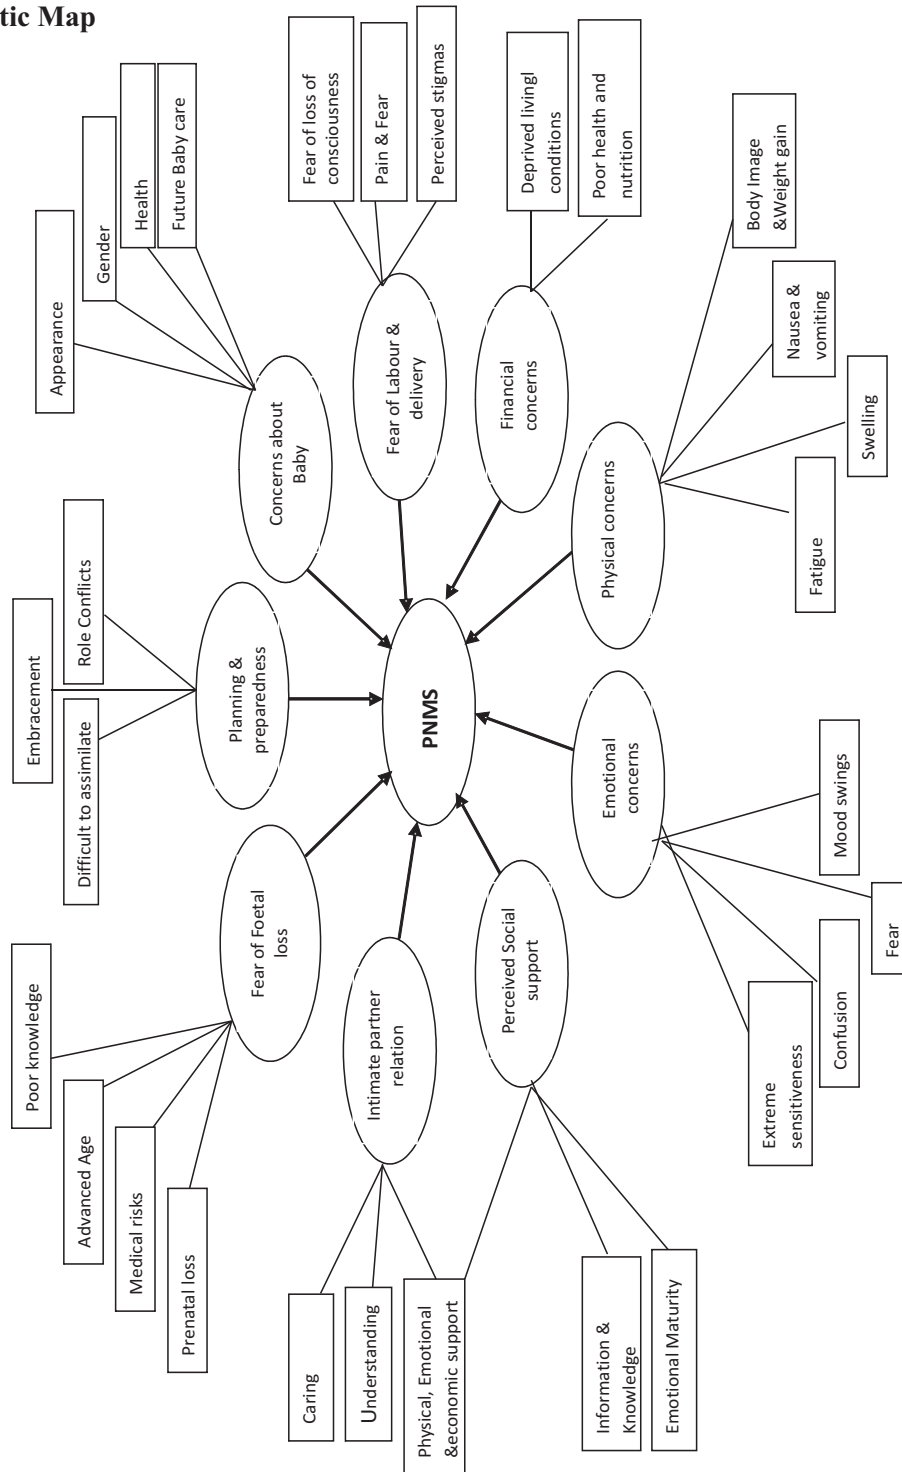 tic Map
Poor knowledge
Advanced Age
Medical risks
Prenatal loss
Fear of Foetal
loss
Embracement
Difficult to assimilate
Role Conflicts
Planning &
preparedness
Appearance
Gender
Health
Future Baby care
Concerns about
Baby
Fear of loss of
consciousness
Pain & Fear
Perceived stigmas
Fear of Labour &
delivery
Deprived livingl
conditions
Poor health and
nutrition
Financial
concerns
Body Image
&Weight gain
Nausea &
vomiting
Swelling
Fatigue
Physical concerns
PNMS
Emotional
concerns
Mood swings
Fear
Confusion
Extreme
sensitiveness
Perceived Social
support
Intimate partner
relation
Caring
Understanding
Physical, Emotional
&economic support
Information &
Knowledge
Emotional Maturity